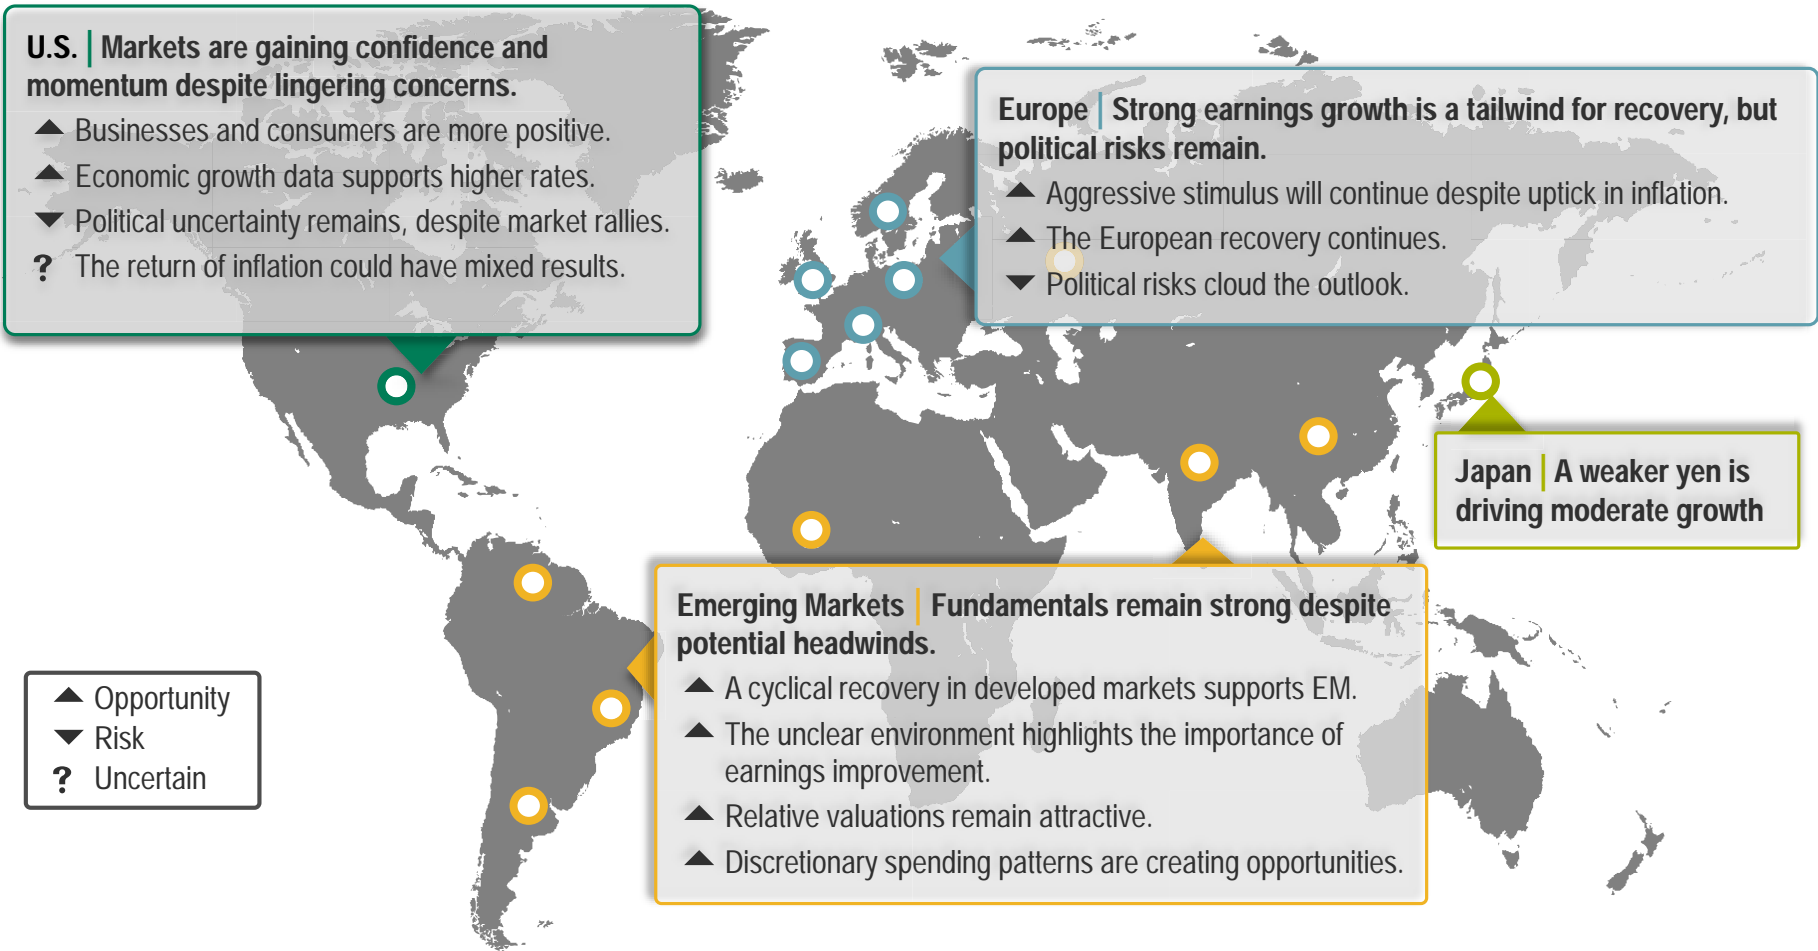 U.S. | Markets are gaining confidence and
momentum despite lingering concerns.
▲ Businesses and consumers are more positive.
▲ Economic growth data supports higher rates.
▼ Political uncertainty remains, despite market rallies.
? The return of inflation could have mixed results.
Europe | Strong earnings growth is a tailwind for recovery, but
political risks remain.
▲ Aggressive stimulus will continue despite uptick in inflation.
▲ The European recovery continues.
▼ Political risks cloud the outlook.
Japan | A weaker yen is
driving moderate growth
Emerging Markets | Fundamentals remain strong despite
potential headwinds.
▲ A cyclical recovery in developed markets supports EM.
▲ The unclear environment highlights the importance of
earnings improvement.
▲ Relative valuations remain attractive.
▲ Discretionary spending patterns are creating opportunities.
▲ Opportunity
▼ Risk
? Uncertain